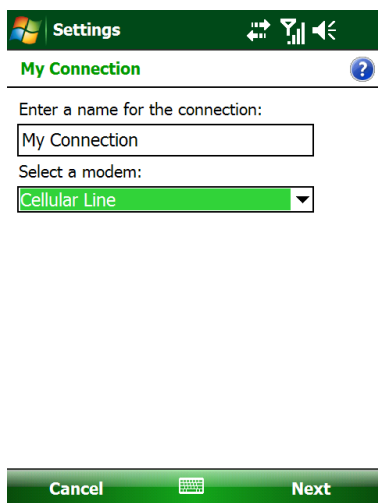 Settings
My Connection
?
Enter a name for the connection:
My Connection
Select a modem:
Cellular Line
Cancel Next